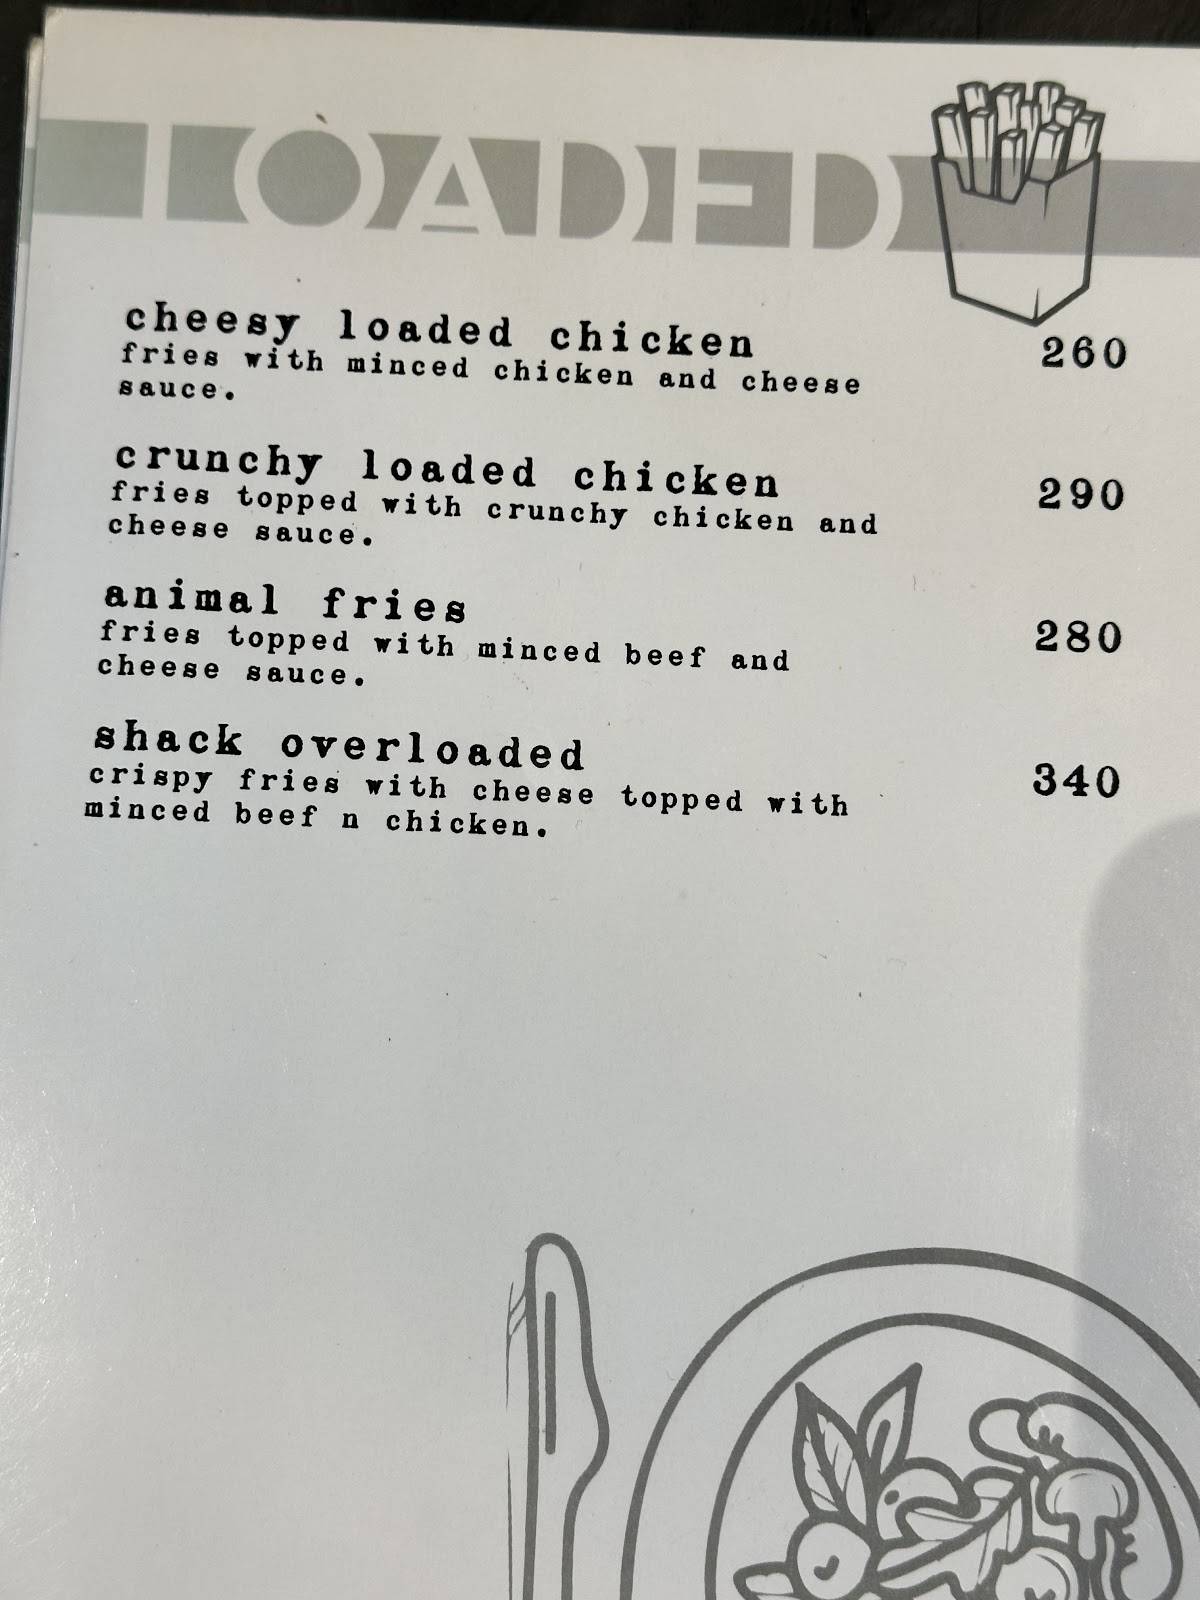 LOADED
cheesy loaded chicken 260
fries with minced chicken and cheese
sauce.
crunchy loaded chicken 290
fries topped with crunchy chicken and
cheese sauce.
animal fries 280
fries topped with minced beef and
cheese sauce.
shack overloaded 340
crispy fries with cheese topped with
minced beef n chicken.